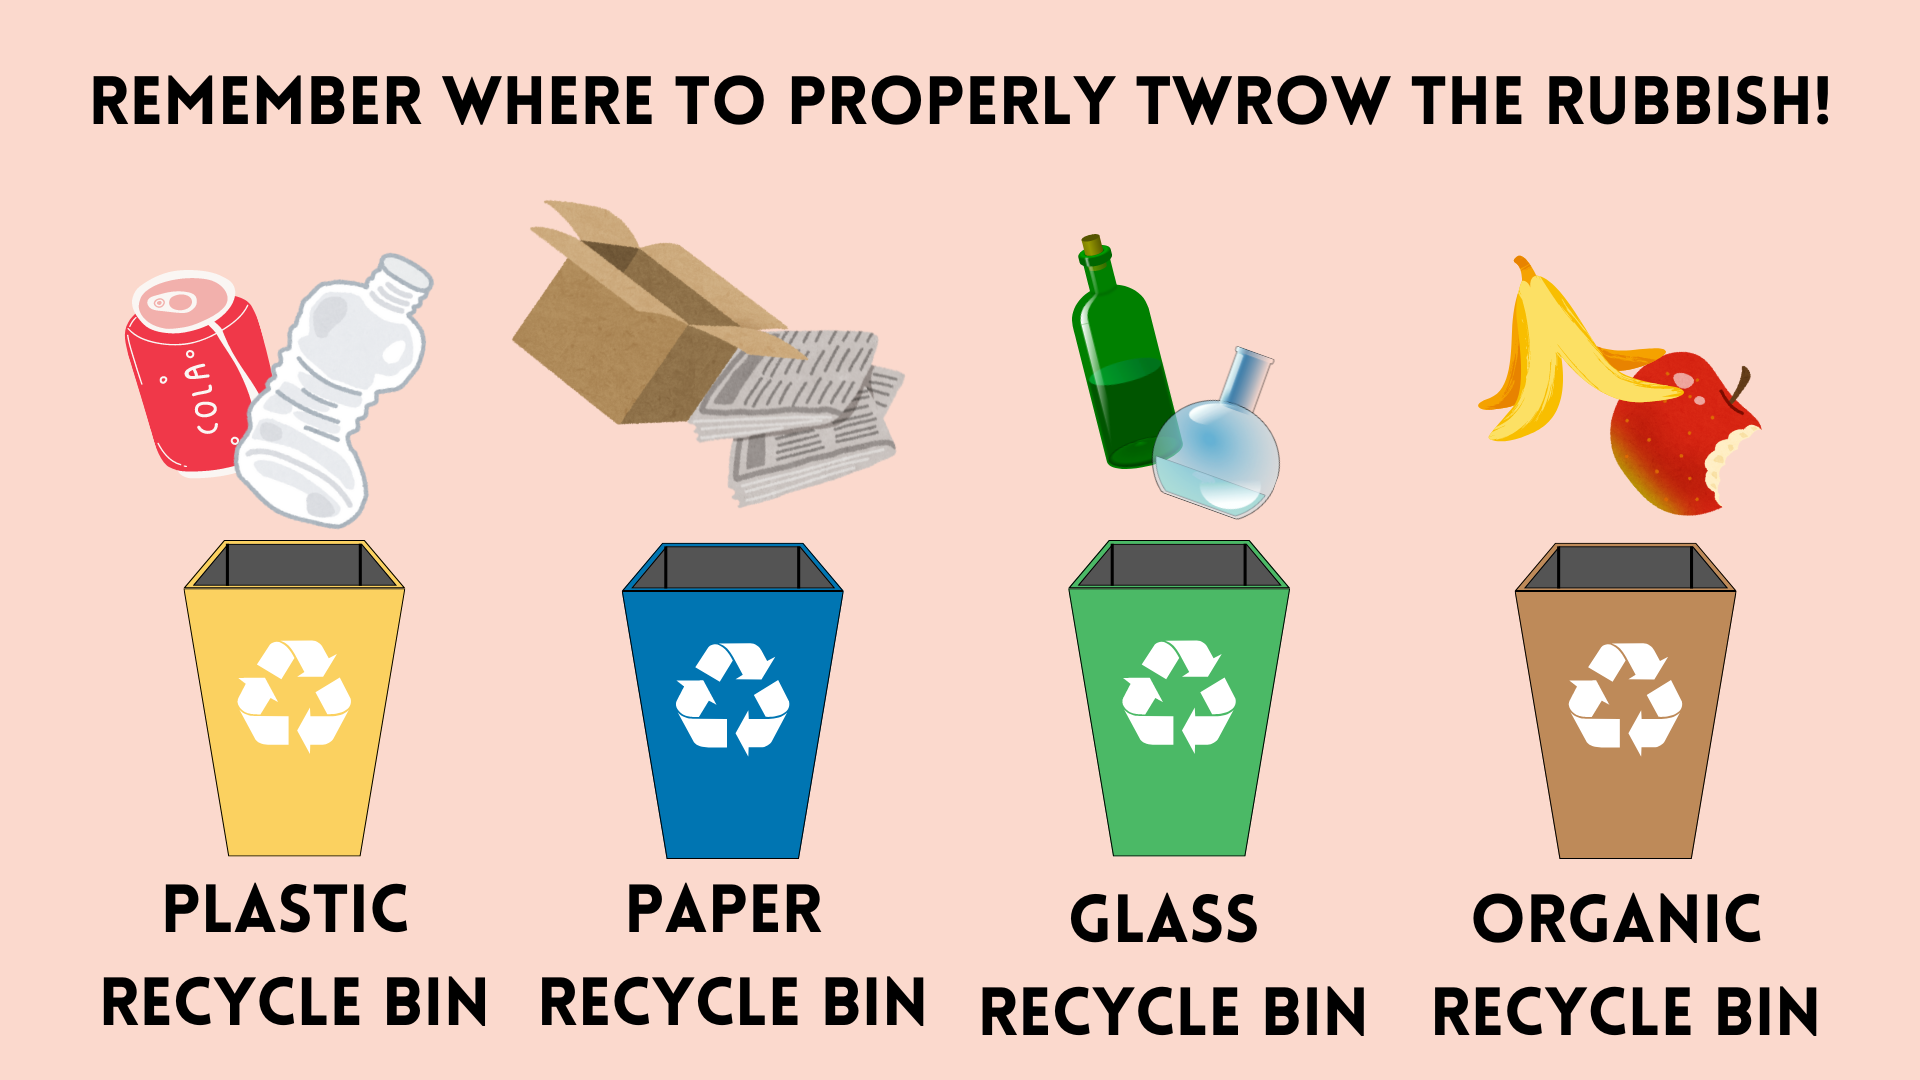 REMEMBER WHERE TO PROPERLY TWROW THE RUBBISH!
COLA
PLASTIC
RECYCLE BIN
PAPER
RECYCLE BIN
GLASS
RECYCLE BIN
ORGANIC
RECYCLE BIN